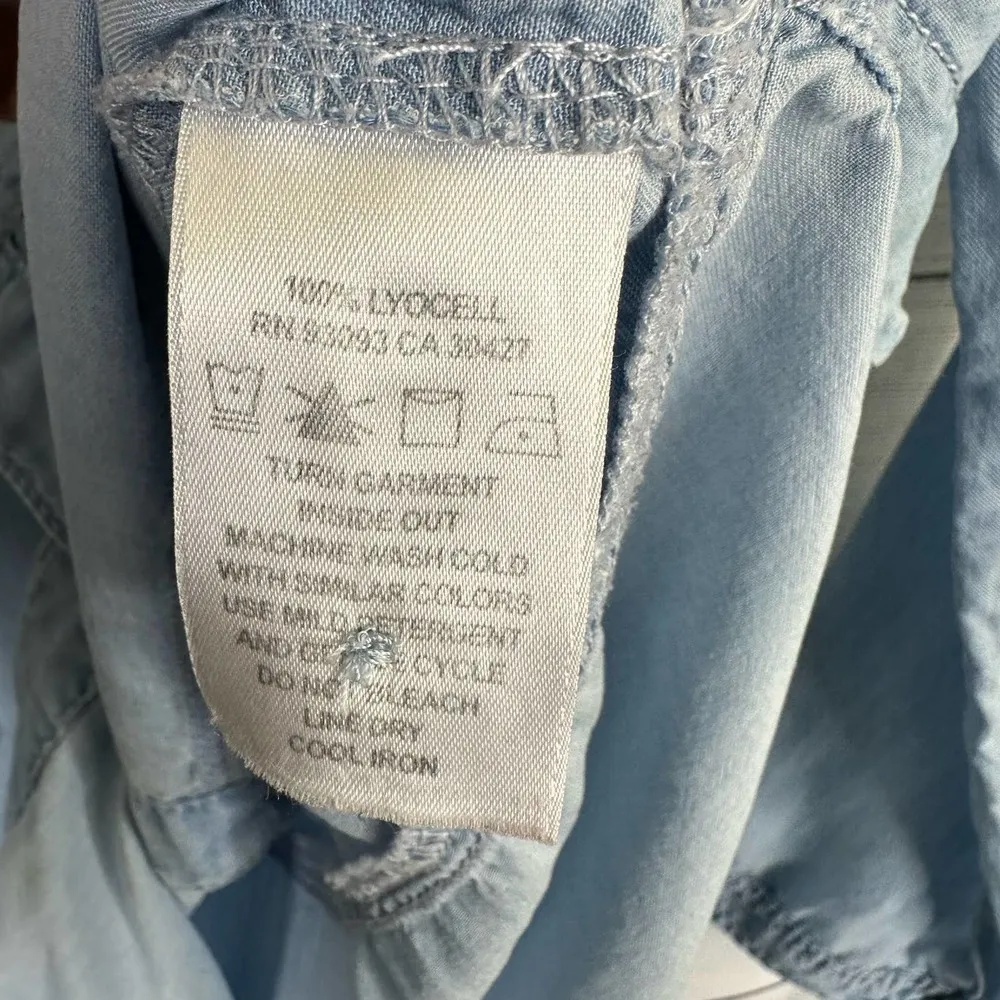 100% LYOCELL
RN 93093 CA 30427
TURN GARMENT
INSIDE OUT
MACHINE WASH COLD
WITH SIMILAR COLORS
USE MILD DETERGENT
AND CYCLE
DO NOT BLEACH
LINE DRY
COOL IRON